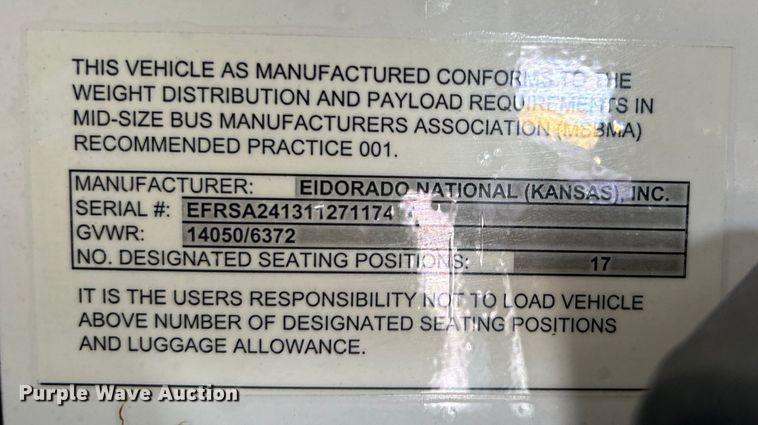 THIS VEHICLE AS MANUFACTURED CONFORMS TO THE
WEIGHT DISTRIBUTION AND PAYLOAD REQUIREMENTS IN
MID-SIZE BUS MANUFACTURERS ASSOCIATION (MSBMA)
RECOMMENDED PRACTICE 001.
MANUFACTURER: ElDORADO NATIONAL (KANSAS), INC.
SERIAL #: EFRSA241311271174
GVWR: 14050/6372
NO. DESIGNATED SEATING POSITIONS: 17
IT IS THE USERS RESPONSIBILITY NOT TO LOAD VEHICLE
ABOVE NUMBER OF DESIGNATED SEATING POSITIONS
AND LUGGAGE ALLOWANCE.
Purple Wave Auction